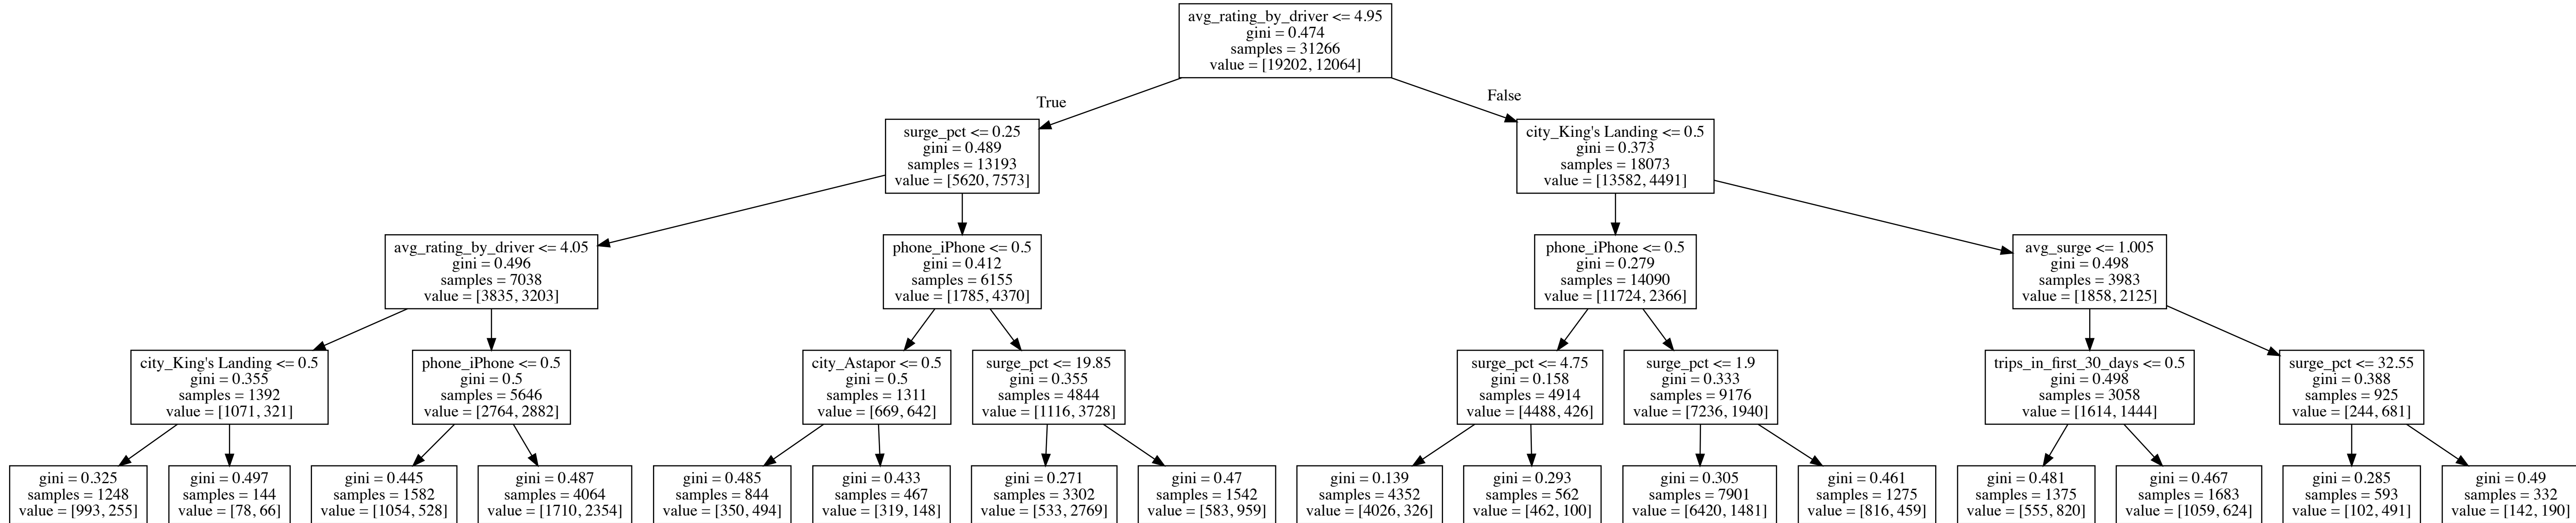 avg_rating_by_driver <= 4.95
gini = 0.474
samples = 31266
value = [19202, 12064]
True
False
surge_pct <= 0.25
gini = 0.489
samples = 13193
value = [5620, 7573]
city_King's Landing <= 0.5
gini = 0.373
samples = 18073
value = [13582, 4491]
avg_rating_by_driver <= 4.05
gini = 0.496
samples = 7038
value = [3835, 3203]
phone_iPhone <= 0.5
gini = 0.412
samples = 6155
value = [1785, 4370]
phone_iPhone <= 0.5
gini = 0.279
samples = 14090
value = [11724, 2366]
avg_surge <= 1.005
gini = 0.498
samples = 3983
value = [1858, 2125]
city_King's Landing <= 0.5
gini = 0.355
samples = 1392
value = [1071, 321]
phone_iPhone <= 0.5
gini = 0.5
samples = 5646
value = [2764, 2882]
city_Astapor <= 0.5
gini = 0.5
samples = 1311
value = [669, 642]
surge_pct <= 19.85
gini = 0.355
samples = 4844
value = [1116, 3728]
surge_pct <= 4.75
gini = 0.158
samples = 4914
value = [4488, 426]
surge_pct <= 1.9
gini = 0.333
samples = 9176
value = [7236, 1940]
trips_in_first_30_days <= 0.5
gini = 0.498
samples = 3058
value = [1614, 1444]
surge_pct <= 32.55
gini = 0.388
samples = 925
value = [244, 681]
gini = 0.325
samples = 1248
value = [993, 255]
gini = 0.497
samples = 144
value = [78, 66]
gini = 0.445
samples = 1582
value = [1054, 528]
gini = 0.487
samples = 4064
value = [1710, 2354]
gini = 0.485
samples = 844
value = [350, 494]
gini = 0.433
samples = 467
value = [319, 148]
gini = 0.271
samples = 3302
value = [533, 2769]
gini = 0.47
samples = 1542
value = [583, 959]
gini = 0.139
samples = 4352
value = [4026, 326]
gini = 0.293
samples = 562
value = [462, 100]
gini = 0.305
samples = 7901
value = [6420, 1481]
gini = 0.461
samples = 1275
value = [816, 459]
gini = 0.481
samples = 1375
value = [555, 820]
gini = 0.467
samples = 1683
value = [1059, 624]
gini = 0.285
samples = 593
value = [102, 491]
gini = 0.49
samples = 332
value = [142, 190]